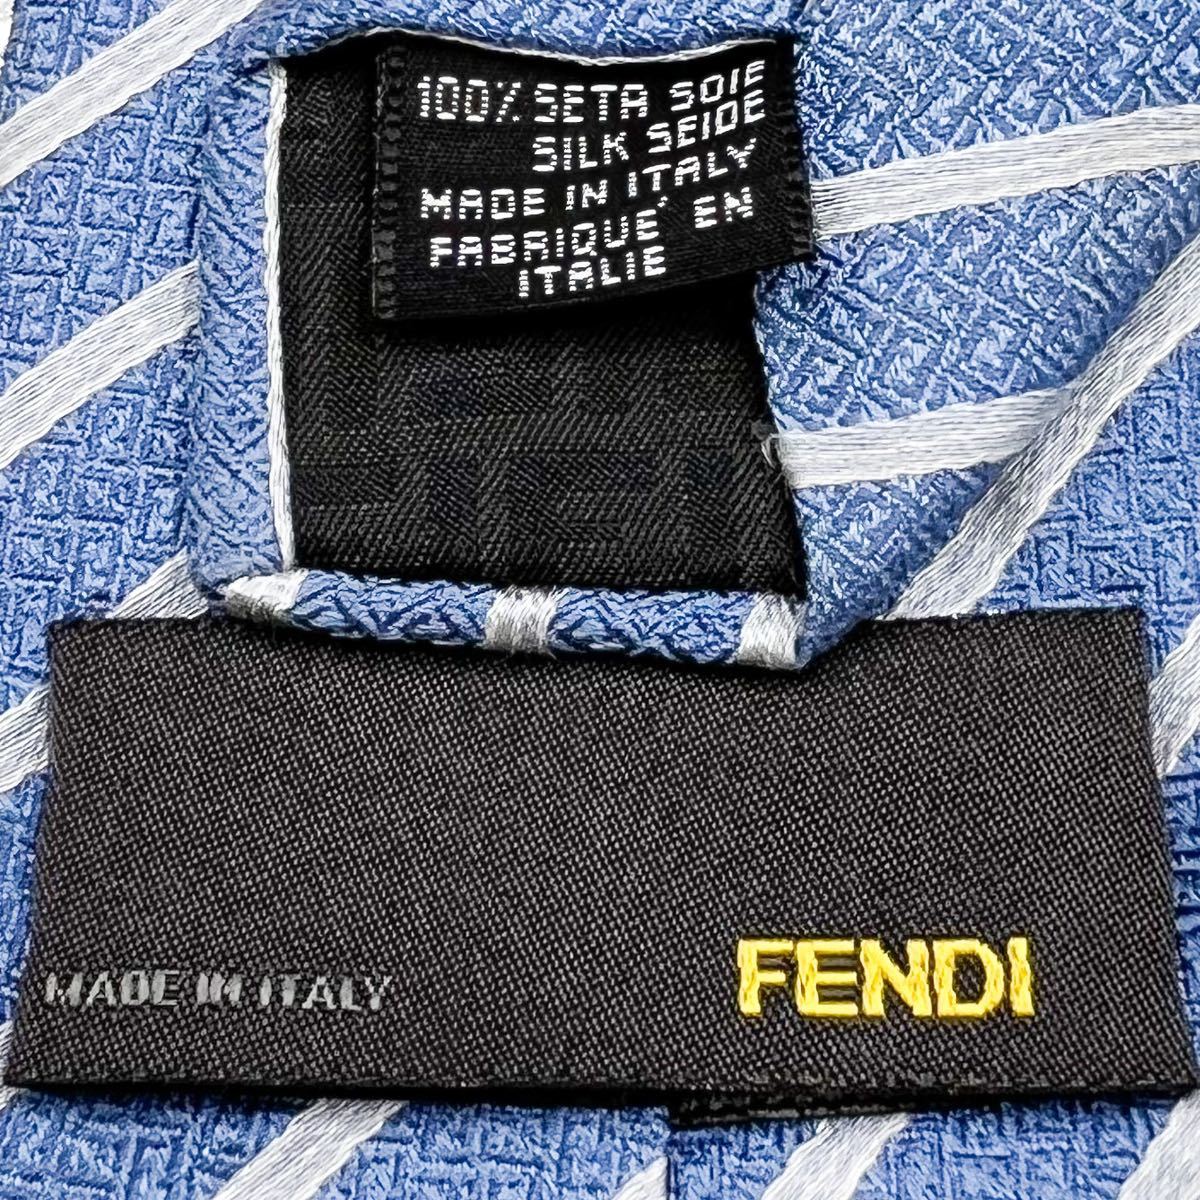 100% SETA SOIE
SILK SEIDE
MADE IN ITALY
FABRIQUE' EN
ITALIE
MADE IN ITALY
FENDI